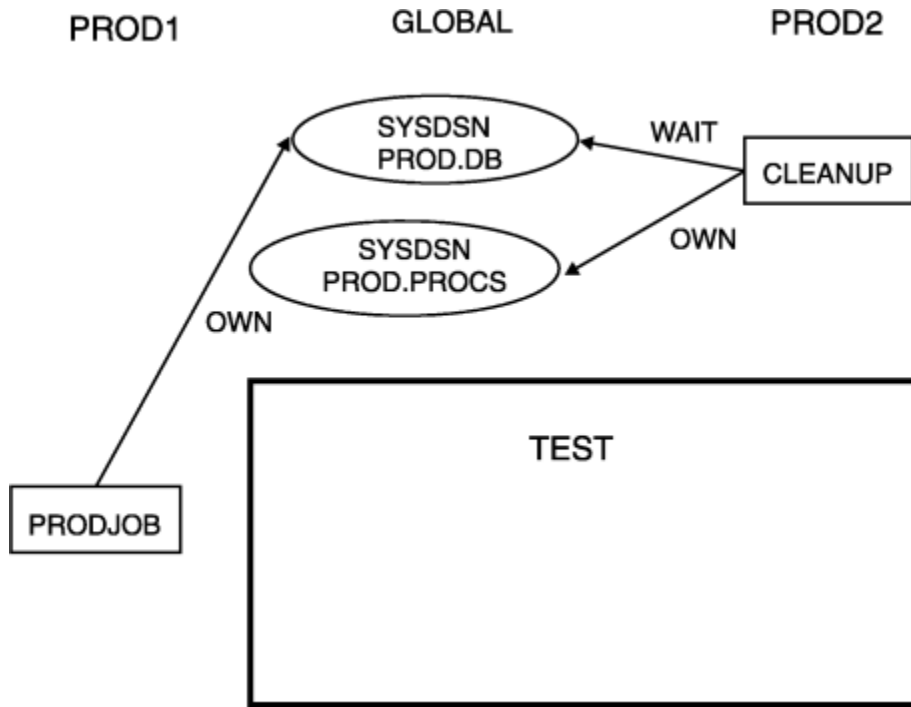 PROD1
GLOBAL
PROD2
SYSDSN
PROD.DB
WAIT
CLEANUP
SYSDSN
PROD.PROCS
OWN
OWN
TEST
PRODJOB